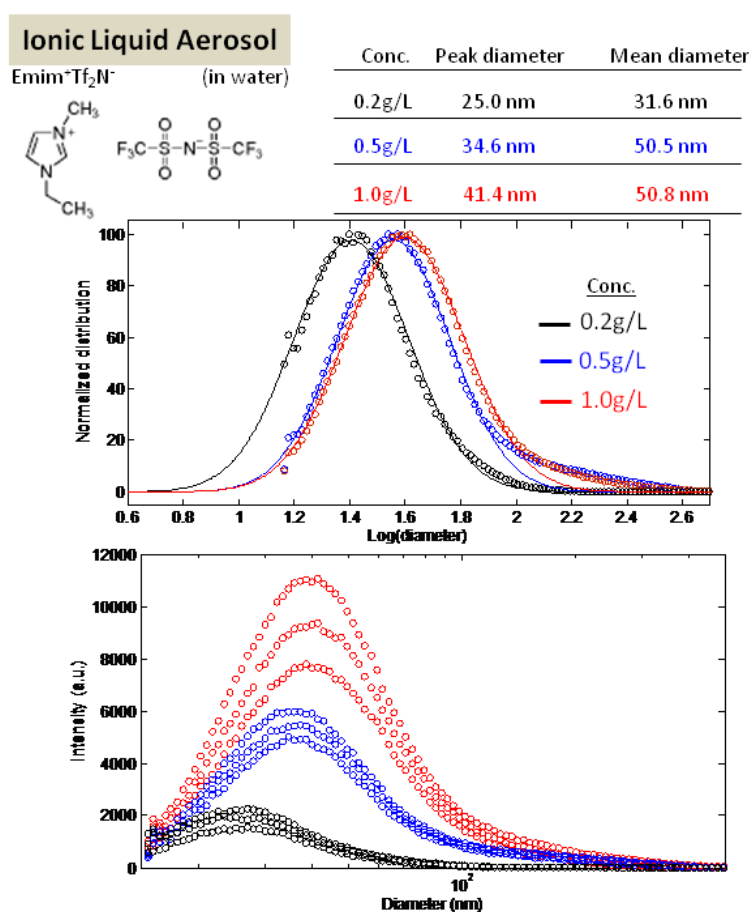 Ionic Liquid Aerosol
Emim⁺Tf₂N⁻ (in water)
CH₃
N⁺
N
CH₃
O O
F₃C-S-N⁻-S-CF₃
O O
Conc. Peak diameter Mean diameter
0.2g/L 25.0 nm 31.6 nm
0.5g/L 34.6 nm 50.5 nm
1.0g/L 41.4 nm 50.8 nm
Normalized distribution
100
80
60
40
20
0
0.6 0.8 1 1.2 1.4 1.6 1.8 2 2.2 2.4 2.6
Log(diameter)
Conc.
0.2g/L
0.5g/L
1.0g/L
Intensity (a.u.)
12000
10000
8000
6000
4000
2000
0
10²
Diameter (nm)